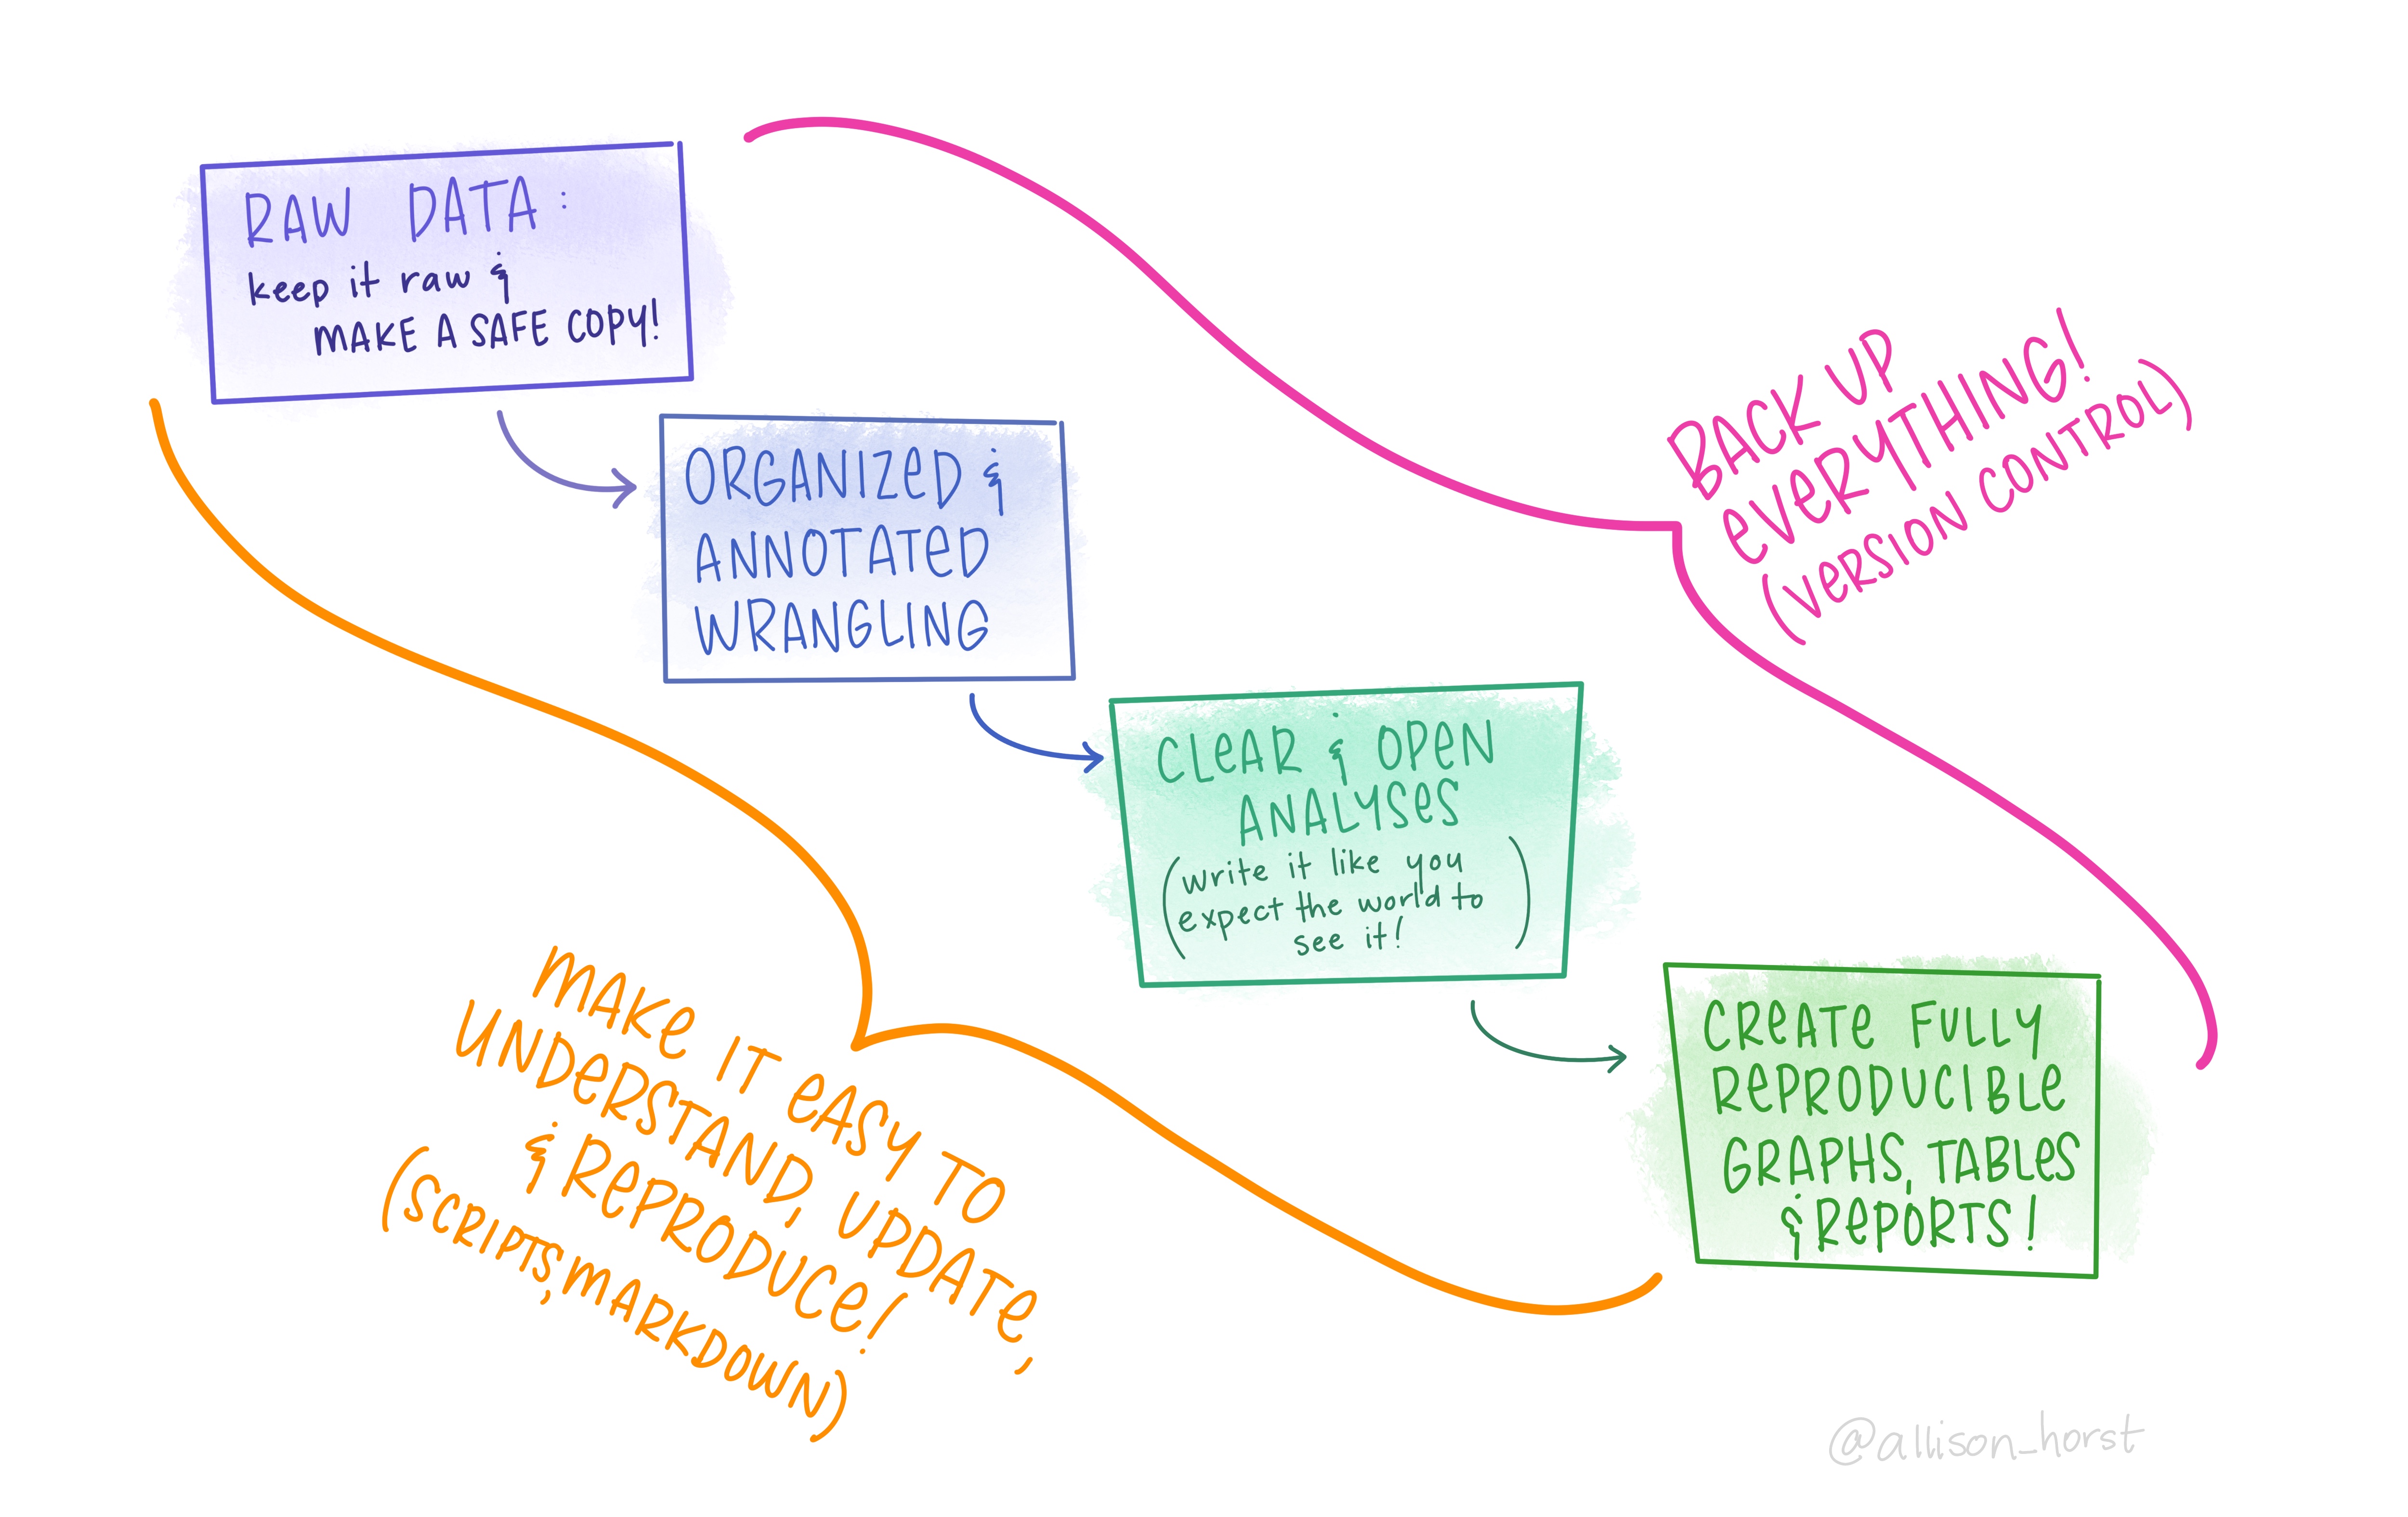 RAW DATA:
keep it raw &
MAKE A SAFE COPY!
ORGANIZED &
ANNOTATED
WRANGLING
CLEAR & OPEN
ANALYSES
(write it like you
expect the world to
see it!)
CREATE FULLY
REPRODUCIBLE
GRAPHS, TABLES
& REPORTS!
BACK UP
EVERYTHING!
(VERSION CONTROL)
MAKE IT EASY TO
UNDERSTAND, UPDATE,
& REPRODUCE!
(SCRIPTS, MARKDOWN)
@allison_horst